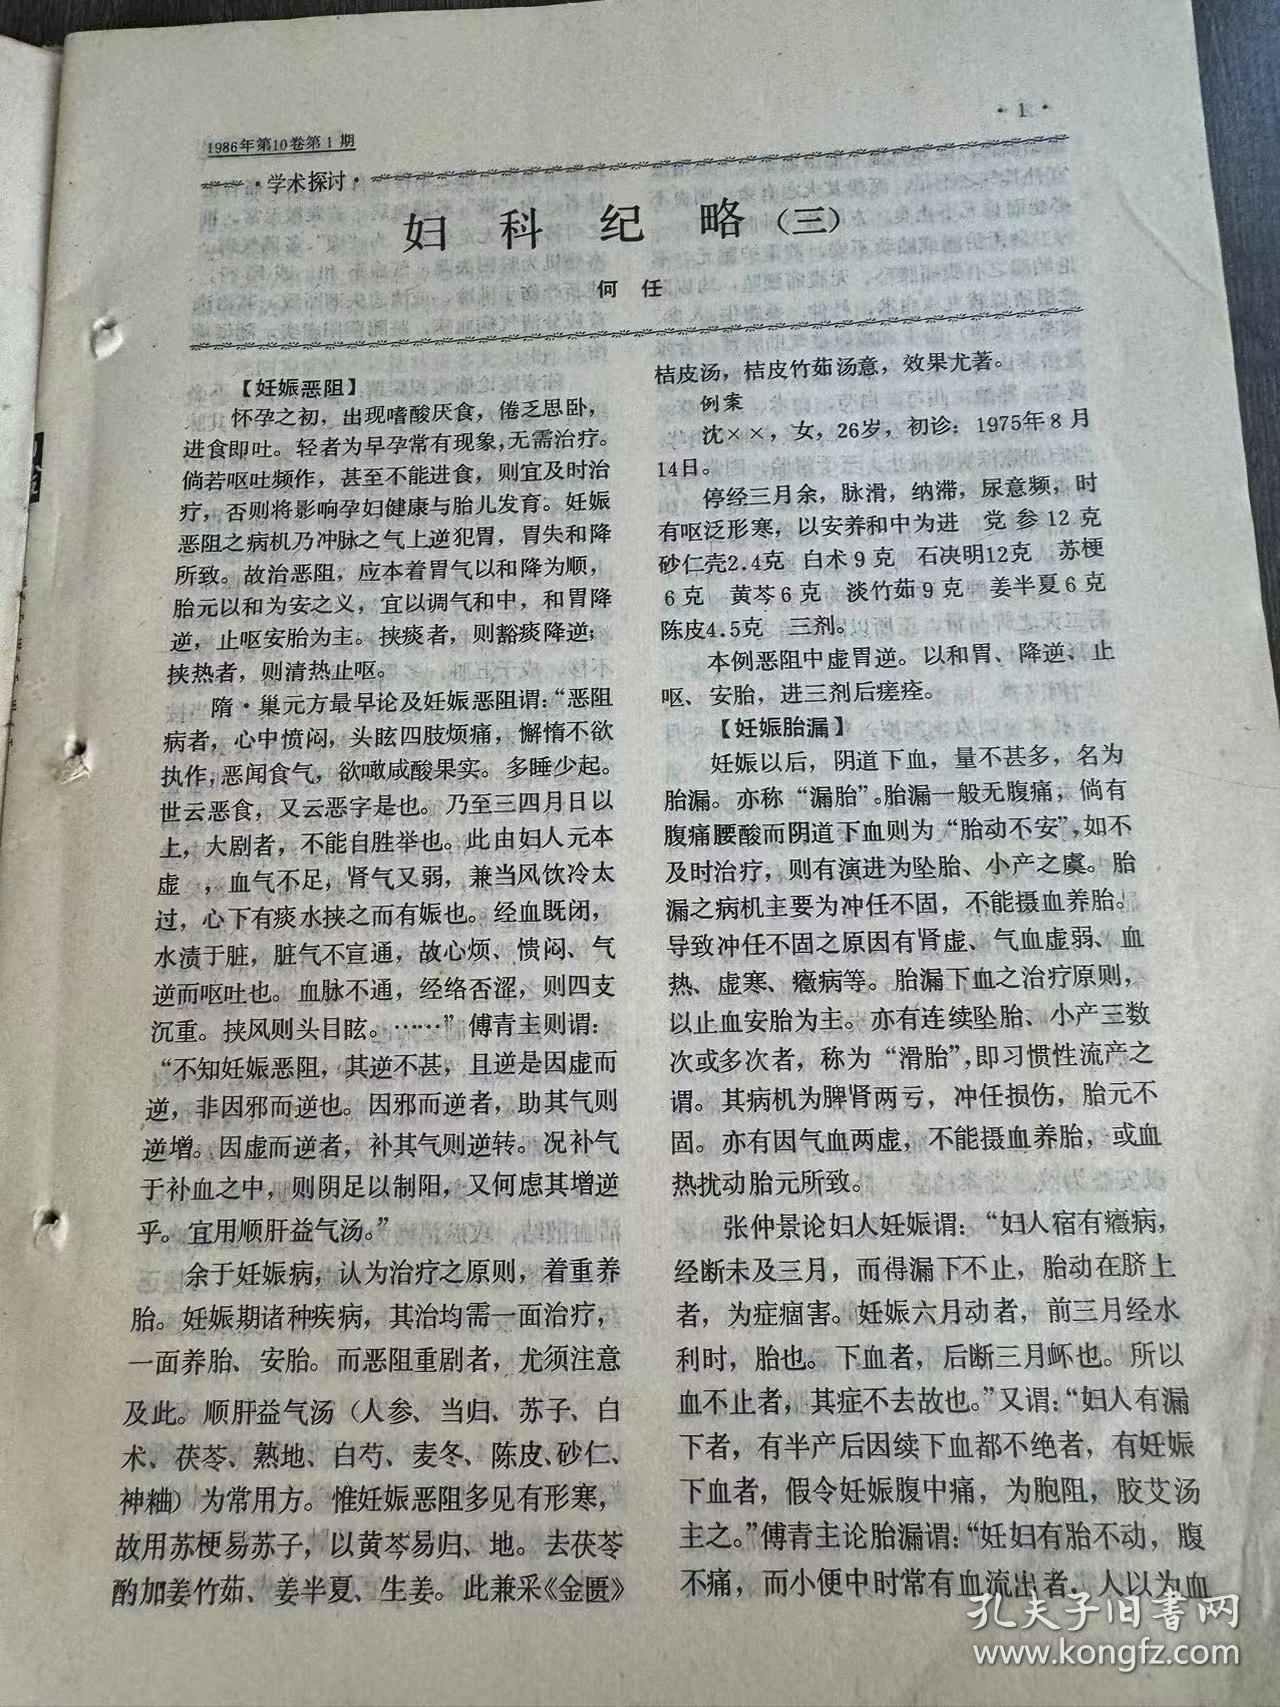 ·1·
1986年第10卷第1期
·学术探讨·
妇科纪略（三）
何任
【妊娠恶阻】
怀孕之初，出现嗜酸厌食，倦乏思卧，
进食即吐。轻者为早孕常有现象，无需治疗。
倘若呕吐频作，甚至不能进食，则宜及时治
疗，否则将影响孕妇健康与胎儿发育。妊娠
恶阻之病机乃冲脉之气上逆犯胃，胃失和降
所致。故治恶阻，应本着胃气以和降为顺，
胎元以和为安之义，宜以调气和中，和胃降
逆，止呕安胎为主。挟痰者，则豁痰降逆；
挟热者，则清热止呕。
隋·巢元方最早论及妊娠恶阻谓：“恶阻
病者，心中愦闷，头眩四肢烦痛，懈惰不欲
执作，恶闻食气，欲噉咸酸果实。多睡少起。
世云恶食，又云恶字是也。乃至三四月日以
上，大剧者，不能自胜举也。此由妇人元本
虚，血气不足，肾气又弱，兼当风饮冷太
过，心下有痰水挟之而有娠也。经血既闭，
水渍于脏，脏气不宣通，故心烦、愦闷、气
逆而呕吐也。血脉不通，经络否涩，则四支
沉重。挟风则头目眩。……”傅青主则谓：
“不知妊娠恶阻，其逆不甚，且逆是因虚而
逆，非因邪而逆也。因邪而逆者，助其气则
逆增。因虚而逆者，补其气则逆转。况补气
于补血之中，则阴足以制阳，又何虑其增逆
乎。宜用顺肝益气汤。”
余于妊娠病，认为治疗之原则，着重养
胎。妊娠期诸种疾病，其治均需一面治疗，
一面养胎、安胎。而恶阻重剧者，尤须注意
及此。顺肝益气汤（人参、当归、苏子、白
术、茯苓、熟地、白芍、麦冬、陈皮、砂仁、
神粬）为常用方。惟妊娠恶阻多见有形寒，
故用苏梗易苏子，以黄芩易归、地。去茯苓
酌加姜竹茹、姜半夏、生姜。此兼采《金匮》
桔皮汤，桔皮竹茹汤意，效果尤著。
例案
沈××，女，26岁，初诊：1975年8月
14日。
停经三月余，脉滑，纳滞，尿意频，时
有呕泛形寒，以安养和中为进 党参12克
砂仁壳2.4克 白术9克 石决明12克 苏梗
6克 黄芩6克 淡竹茹9克 姜半夏6克
陈皮4.5克 三剂。
本例恶阻中虚胃逆。以和胃、降逆、止
呕、安胎，进三剂后瘥痊。
【妊娠胎漏】
妊娠以后，阴道下血，量不甚多，名为
胎漏。亦称“漏胎”。胎漏一般无腹痛，倘有
腹痛腰酸而阴道下血则为“胎动不安”，如不
及时治疗，则有演进为坠胎、小产之虞。胎
漏之病机主要为冲任不固，不能摄血养胎。
导致冲任不固之原因有肾虚、气血虚弱、血
热、虚寒、癥病等。胎漏下血之治疗原则，
以止血安胎为主。亦有连续坠胎、小产三数
次或多次者，称为“滑胎”，即习惯性流产之
谓。其病机为脾肾两亏，冲任损伤，胎元不
固。亦有因气血两虚，不能摄血养胎，或血
热扰动胎元所致。
张仲景论妇人妊娠谓：“妇人宿有癥病，
经断未及三月，而得漏下不止，胎动在脐上
者，为症痼害。妊娠六月动者，前三月经水
利时，胎也。下血者，后断三月衃也。所以
血不止者，其症不去故也。”又谓：“妇人有漏
下者，有半产后因续下血都不绝者，有妊娠
下血者，假令妊娠腹中痛，为胞阻，胶艾汤
主之。”傅青主论胎漏谓：“妊妇有胎不动，腹
不痛，而小便中时常有血流出者，人以为血
孔夫子旧书网
www.kongfz.com